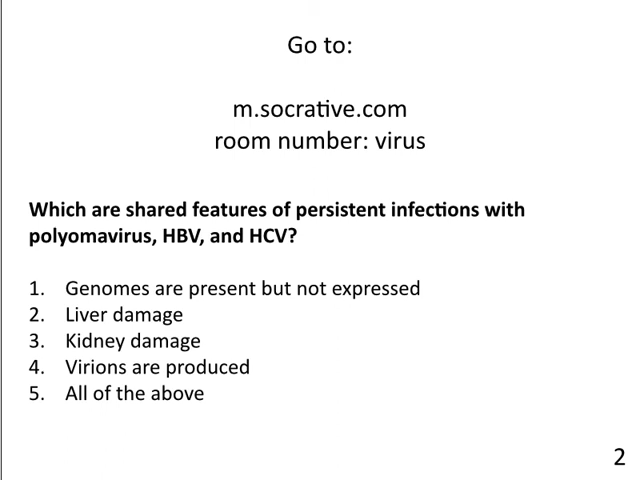 Go to:
m.socrative.com
room number: virus
Which are shared features of persistent infections with
polyomavirus, HBV, and HCV?
1. Genomes are present but not expressed
2. Liver damage
3. Kidney damage
4. Virions are produced
5. All of the above
2